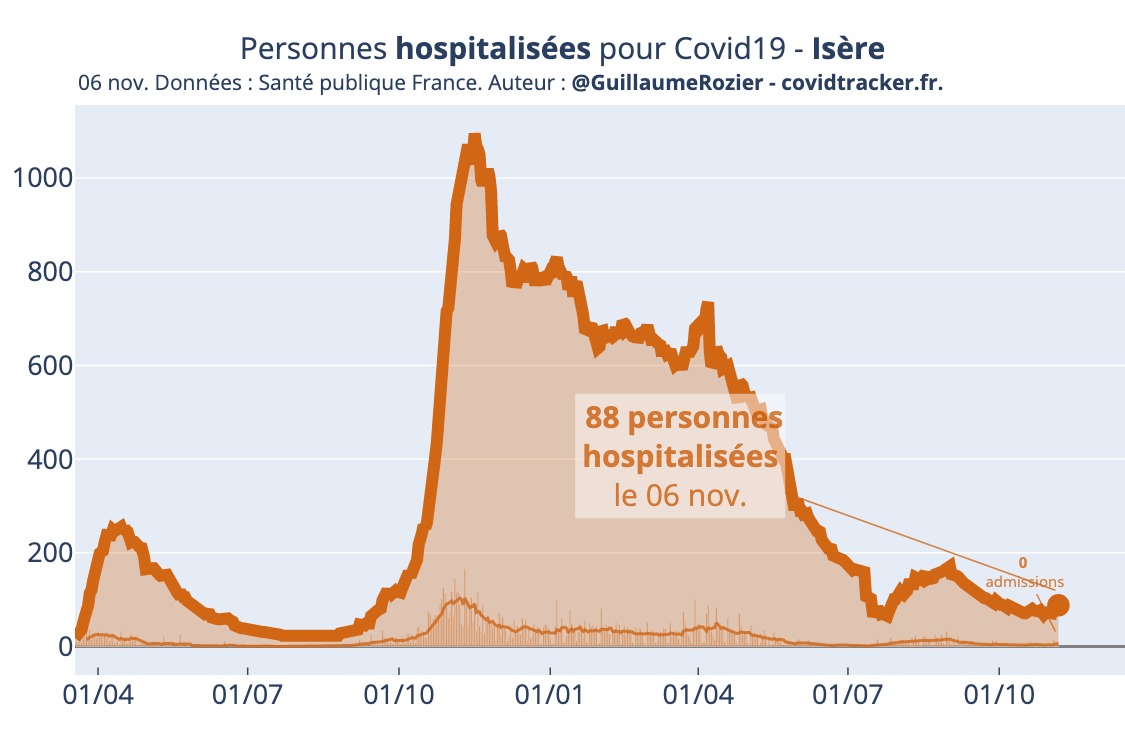 Personnes hospitalisées pour Covid19 - Isère
06 nov. Données : Santé publique France. Auteur : @GuillaumeRozier - covidtracker.fr.
1000
800
600
400
200
0
88 personnes
hospitalisées
le 06 nov.
0
admissions
01/04
01/07
01/10
01/01
01/04
01/07
01/10